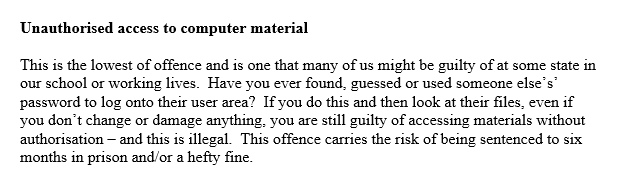 Unauthorised access to computer material
This is the lowest of offence and is one that many of us might be guilty of at some state in
our school or working lives.  Have you ever found, guessed or used someone else’s’
password to log onto their user area?  If you do this and then look at their files, even if
you don’t change or damage anything, you are still guilty of accessing materials without
authorisation – and this is illegal.  This offence carries the risk of being sentenced to six
months in prison and/or a hefty fine.